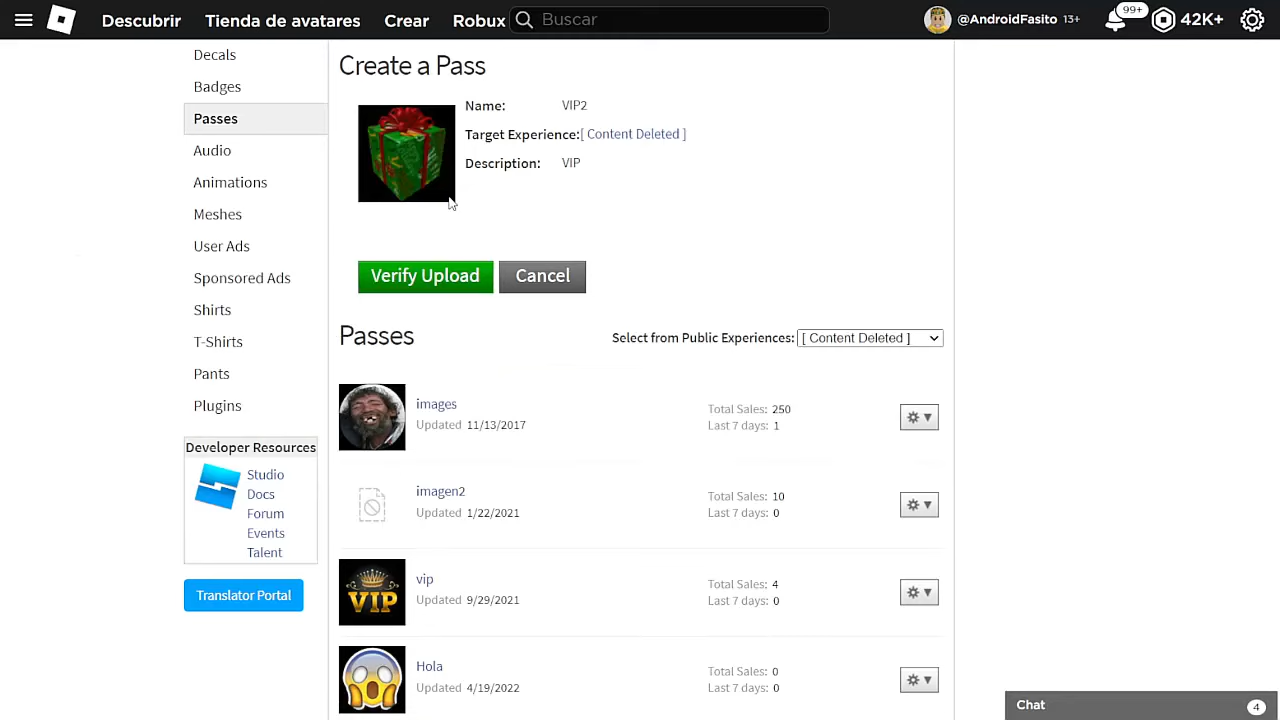 Descubrir Tienda de avatares Crear Robux Buscar @AndroidFasito 13+ 99+ 42K+
Decals
Badges
Passes
Audio
Animations
Meshes
User Ads
Sponsored Ads
Shirts
T-Shirts
Pants
Plugins
Developer Resources
Studio
Docs
Forum
Events
Talent
Translator Portal
Create a Pass
Name: VIP2
Target Experience:[ Content Deleted ]
Description: VIP
Verify Upload Cancel
Passes Select from Public Experiences: [ Content Deleted ]
images
Updated 11/13/2017
Total Sales: 250
Last 7 days: 1
imagen2
Updated 1/22/2021
Total Sales: 10
Last 7 days: 0
VIP
vip
Updated 9/29/2021
Total Sales: 4
Last 7 days: 0
Hola
Updated 4/19/2022
Total Sales: 0
Last 7 days: 0
Chat 4